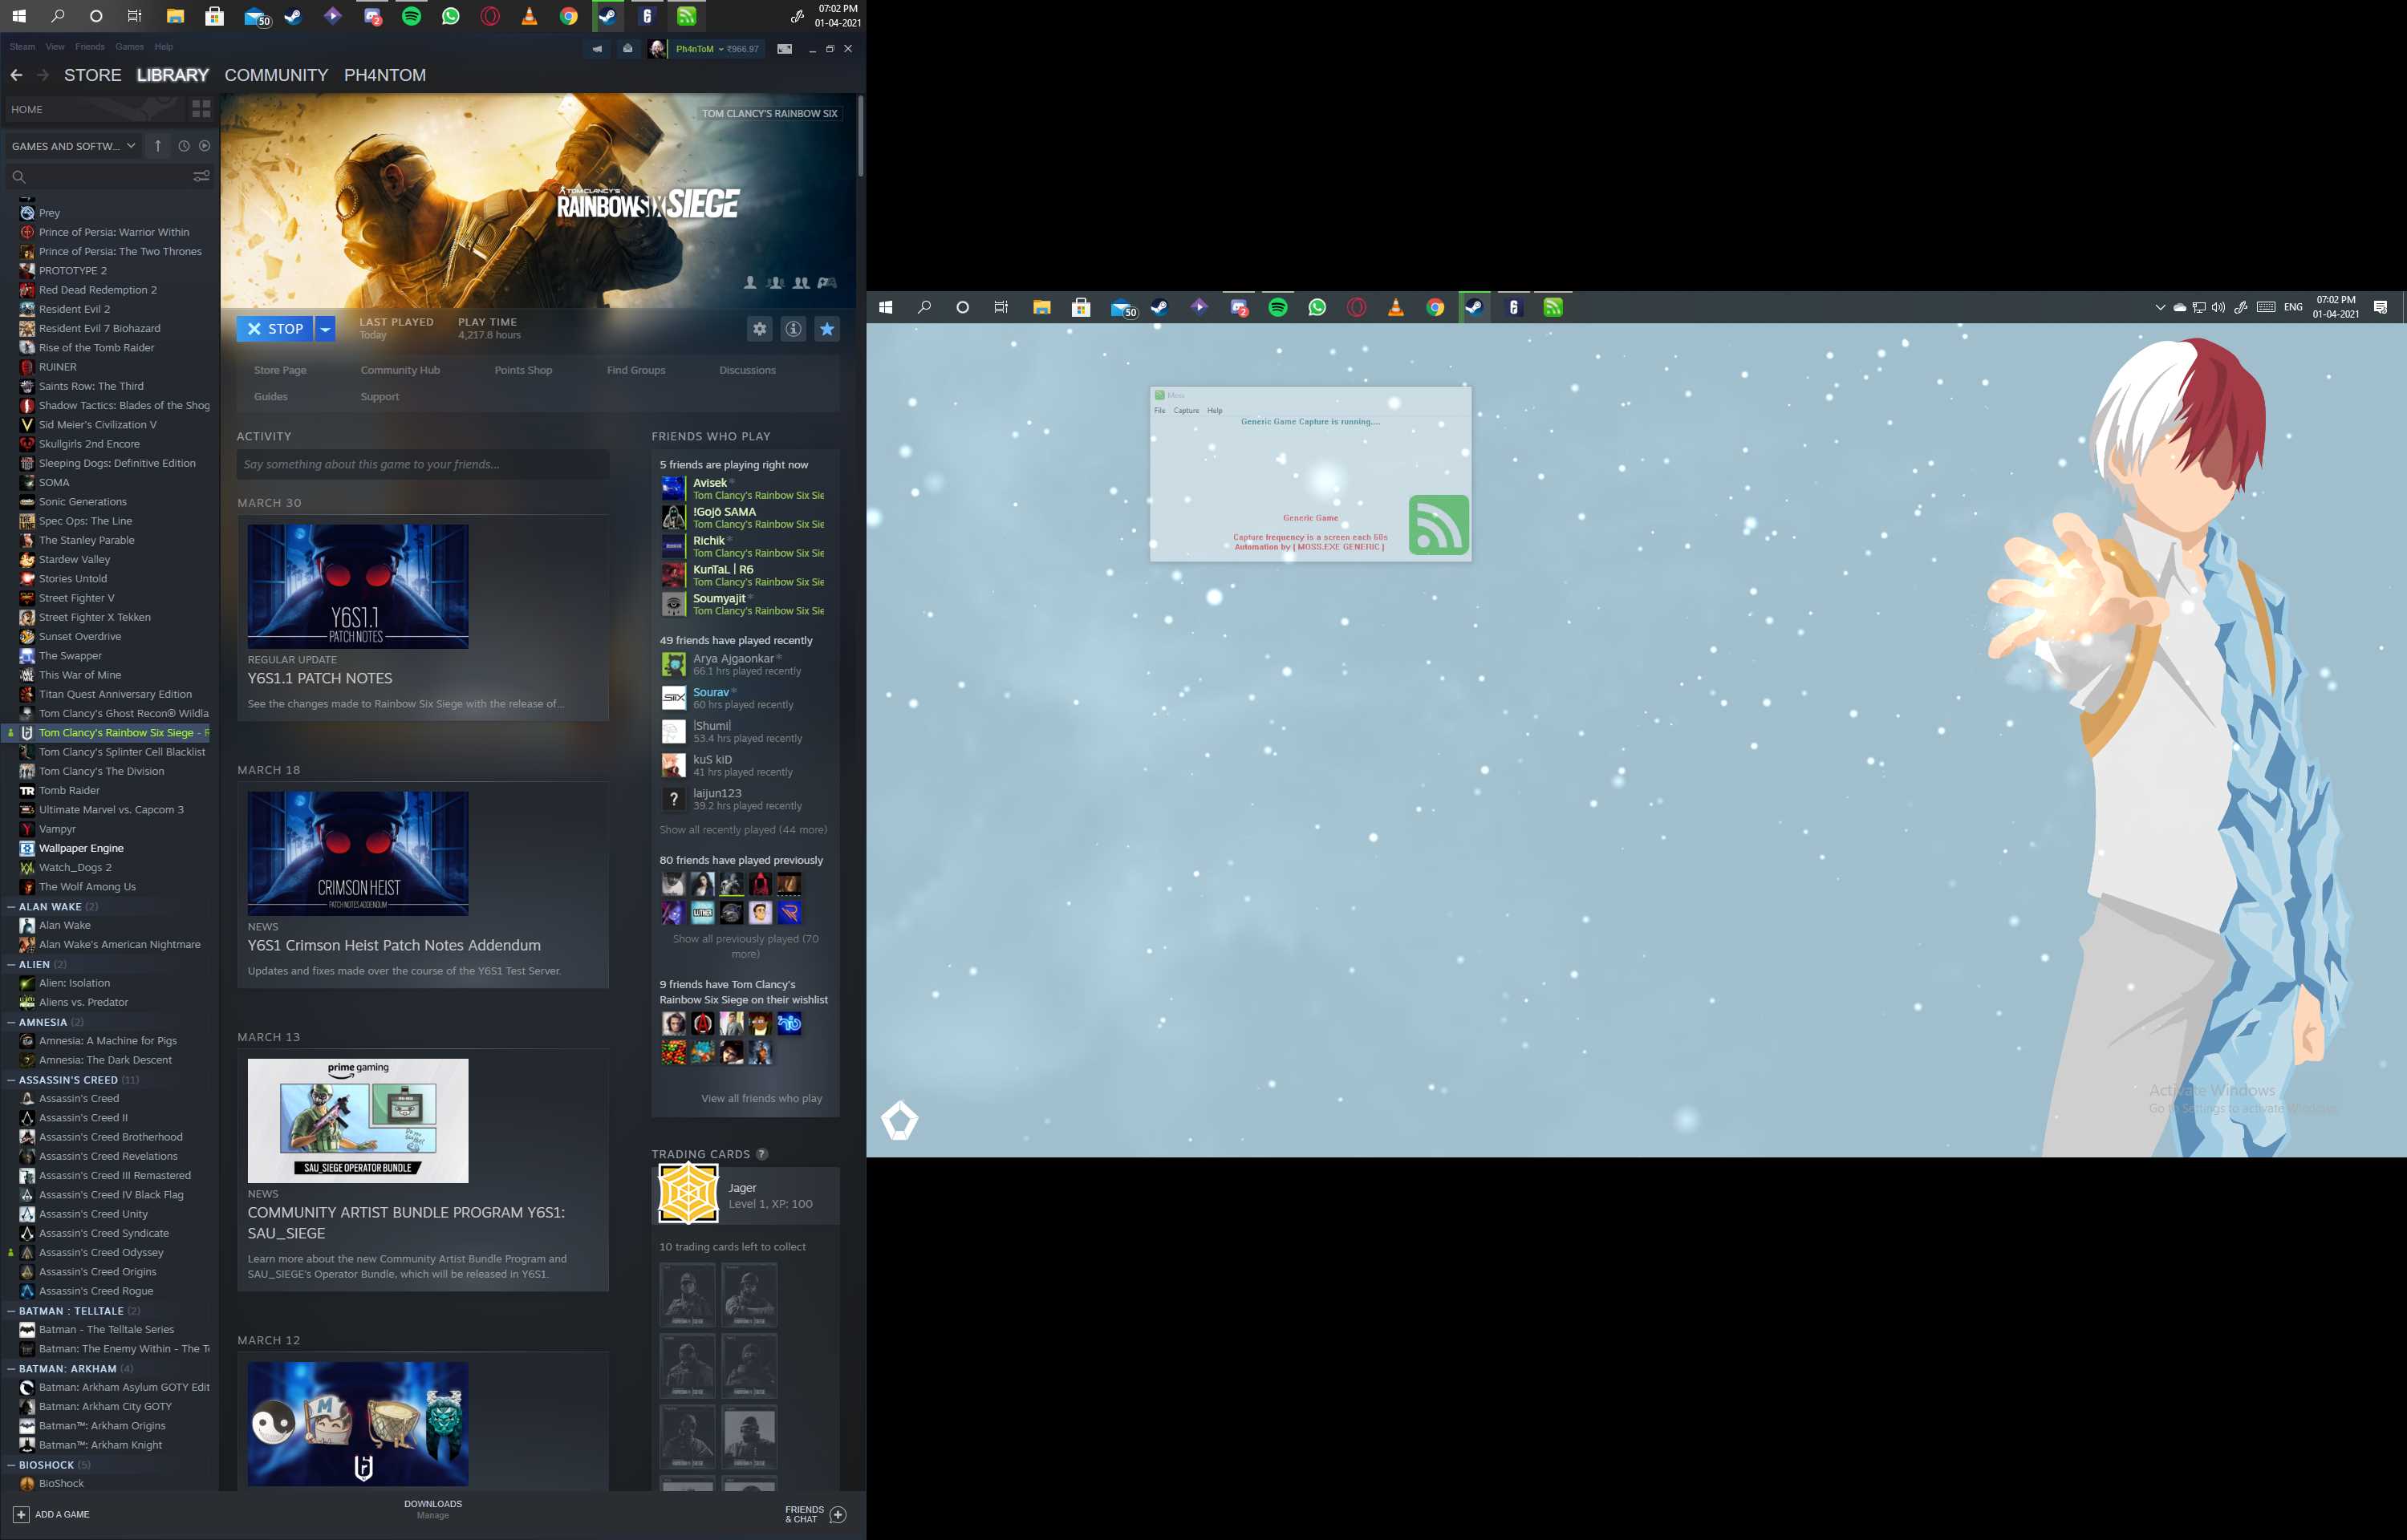 50
2
07:02 PM
01-04-2021
Steam View Friends Games Help
Ph4nToM ₹966.97
STORE LIBRARY COMMUNITY PH4NTOM
HOME
GAMES AND SOFTW...
Prey
Prince of Persia: Warrior Within
Prince of Persia: The Two Thrones
PROTOTYPE 2
Red Dead Redemption 2
Resident Evil 2
Resident Evil 7 Biohazard
Rise of the Tomb Raider
RUINER
Saints Row: The Third
Shadow Tactics: Blades of the Shog
Sid Meier's Civilization V
Skullgirls 2nd Encore
Sleeping Dogs: Definitive Edition
SOMA
Sonic Generations
Spec Ops: The Line
The Stanley Parable
Stardew Valley
Stories Untold
Street Fighter V
Street Fighter X Tekken
Sunset Overdrive
The Swapper
This War of Mine
Titan Quest Anniversary Edition
Tom Clancy's Ghost Recon® Wildla
Tom Clancy's Rainbow Six Siege - R
Tom Clancy's Splinter Cell Blacklist
Tom Clancy's The Division
Tomb Raider
Ultimate Marvel vs. Capcom 3
Vampyr
Wallpaper Engine
Watch_Dogs 2
The Wolf Among Us
ALAN WAKE (2)
Alan Wake
Alan Wake's American Nightmare
ALIEN (2)
Alien: Isolation
Aliens vs. Predator
AMNESIA (2)
Amnesia: A Machine for Pigs
Amnesia: The Dark Descent
ASSASSIN'S CREED (11)
Assassin's Creed
Assassin's Creed II
Assassin's Creed Brotherhood
Assassin's Creed Revelations
Assassin's Creed III Remastered
Assassin's Creed IV Black Flag
Assassin's Creed Unity
Assassin's Creed Syndicate
Assassin's Creed Odyssey
Assassin's Creed Origins
Assassin's Creed Rogue
BATMAN : TELLTALE (2)
Batman - The Telltale Series
Batman: The Enemy Within - The Te
BATMAN: ARKHAM (4)
Batman: Arkham Asylum GOTY Edit
Batman: Arkham City GOTY
Batman™: Arkham Origins
Batman™: Arkham Knight
BIOSHOCK (5)
BioShock
ADD A GAME
TOM CLANCY'S RAINBOW SIX
TOM CLANCY'S
RAINBOWSIX SIEGE
STOP
LAST PLAYED
Today
PLAY TIME
4,217.8 hours
Store Page Community Hub Points Shop Find Groups Discussions
Guides Support
ACTIVITY
Say something about this game to your friends...
MARCH 30
Y6S1.1
PATCH NOTES
REGULAR UPDATE
Y6S1.1 PATCH NOTES
See the changes made to Rainbow Six Siege with the release of...
MARCH 18
CRIMSON HEIST
PATCH NOTES ADDENDUM
NEWS
Y6S1 Crimson Heist Patch Notes Addendum
Updates and fixes made over the course of the Y6S1 Test Server.
MARCH 13
prime gaming
SAU_SIEGE OPERATOR BUNDLE
NEWS
COMMUNITY ARTIST BUNDLE PROGRAM Y6S1:
SAU_SIEGE
Learn more about the new Community Artist Bundle Program and
SAU_SIEGE's Operator Bundle, which will be released in Y6S1.
MARCH 12
FRIENDS WHO PLAY
5 friends are playing right now
Avisek
Tom Clancy's Rainbow Six Sie
!Gojō SAMA
Tom Clancy's Rainbow Six Sie
Richik
Tom Clancy's Rainbow Six Sie
KunTaL | R6
Tom Clancy's Rainbow Six Sie
Soumyajit
Tom Clancy's Rainbow Six Sie
49 friends have played recently
Arya Ajgaonkar
66.1 hrs played recently
Sourav
60 hrs played recently
|Shumi|
53.4 hrs played recently
kuS kiD
41 hrs played recently
laijun123
39.2 hrs played recently
Show all recently played (44 more)
80 friends have played previously
Show all previously played (70
more)
9 friends have Tom Clancy's
Rainbow Six Siege on their wishlist
View all friends who play
TRADING CARDS ?
Jager
Level 1, XP: 100
10 trading cards left to collect
DOWNLOADS
Manage
FRIENDS
& CHAT
50
2
ENG
07:02 PM
01-04-2021
Moss
File Capture Help
Generic Game Capture is running....
Generic Game
Capture frequency is a screen each 60s
Automation by [ MOSS.EXE GENERIC ]
Activate Windows
Go to Settings to activate Windows.